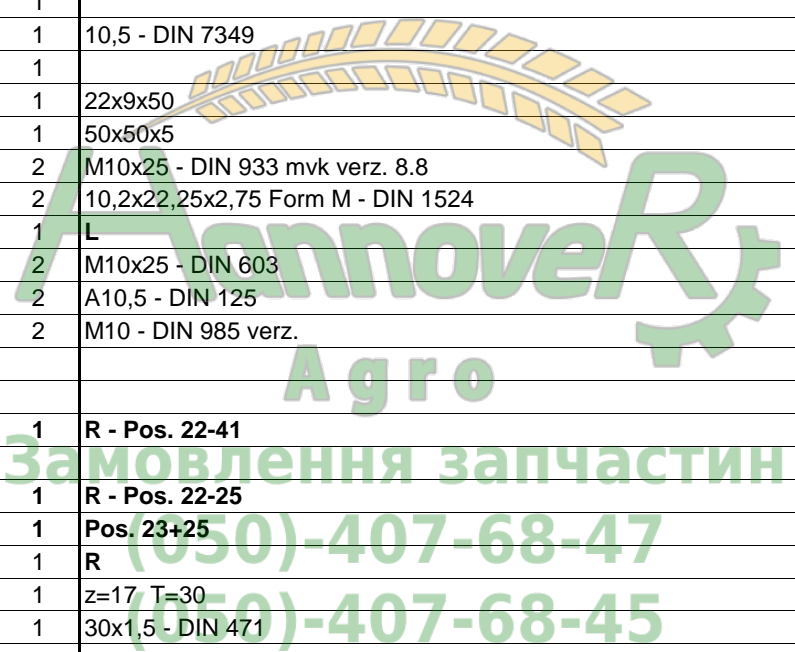 1
1 10,5 - DIN 7349
1
1 22x9x50
1 50x50x5
2 M10x25 - DIN 933 mvk verz. 8.8
2 10,2x22,25x2,75 Form M - DIN 1524
1 L
2 M10x25 - DIN 603
2 A10,5 - DIN 125
2 M10 - DIN 985 verz.
HannoveR
Agro
1 R - Pos. 22-41
Замовлення запчастин
1 R - Pos. 22-25
1 Pos. 23+25
(050)-407-68-47
1 R
1 z=17 T=30
(050)-407-68-45
1 30x1,5 - DIN 471